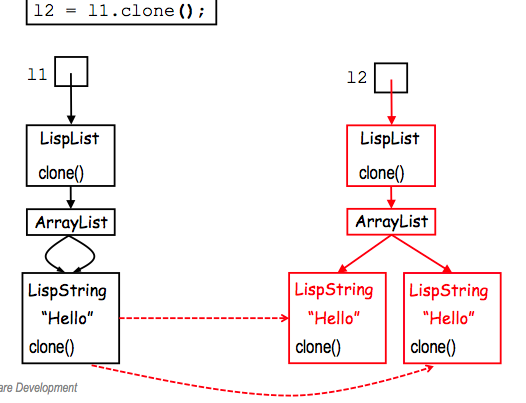 l2 = l1.clone();
l1
l2
LispList
clone()
LispList
clone()
ArrayList
ArrayList
LispString
"Hello"
clone()
LispString
"Hello"
clone()
LispString
"Hello"
clone()
are Development